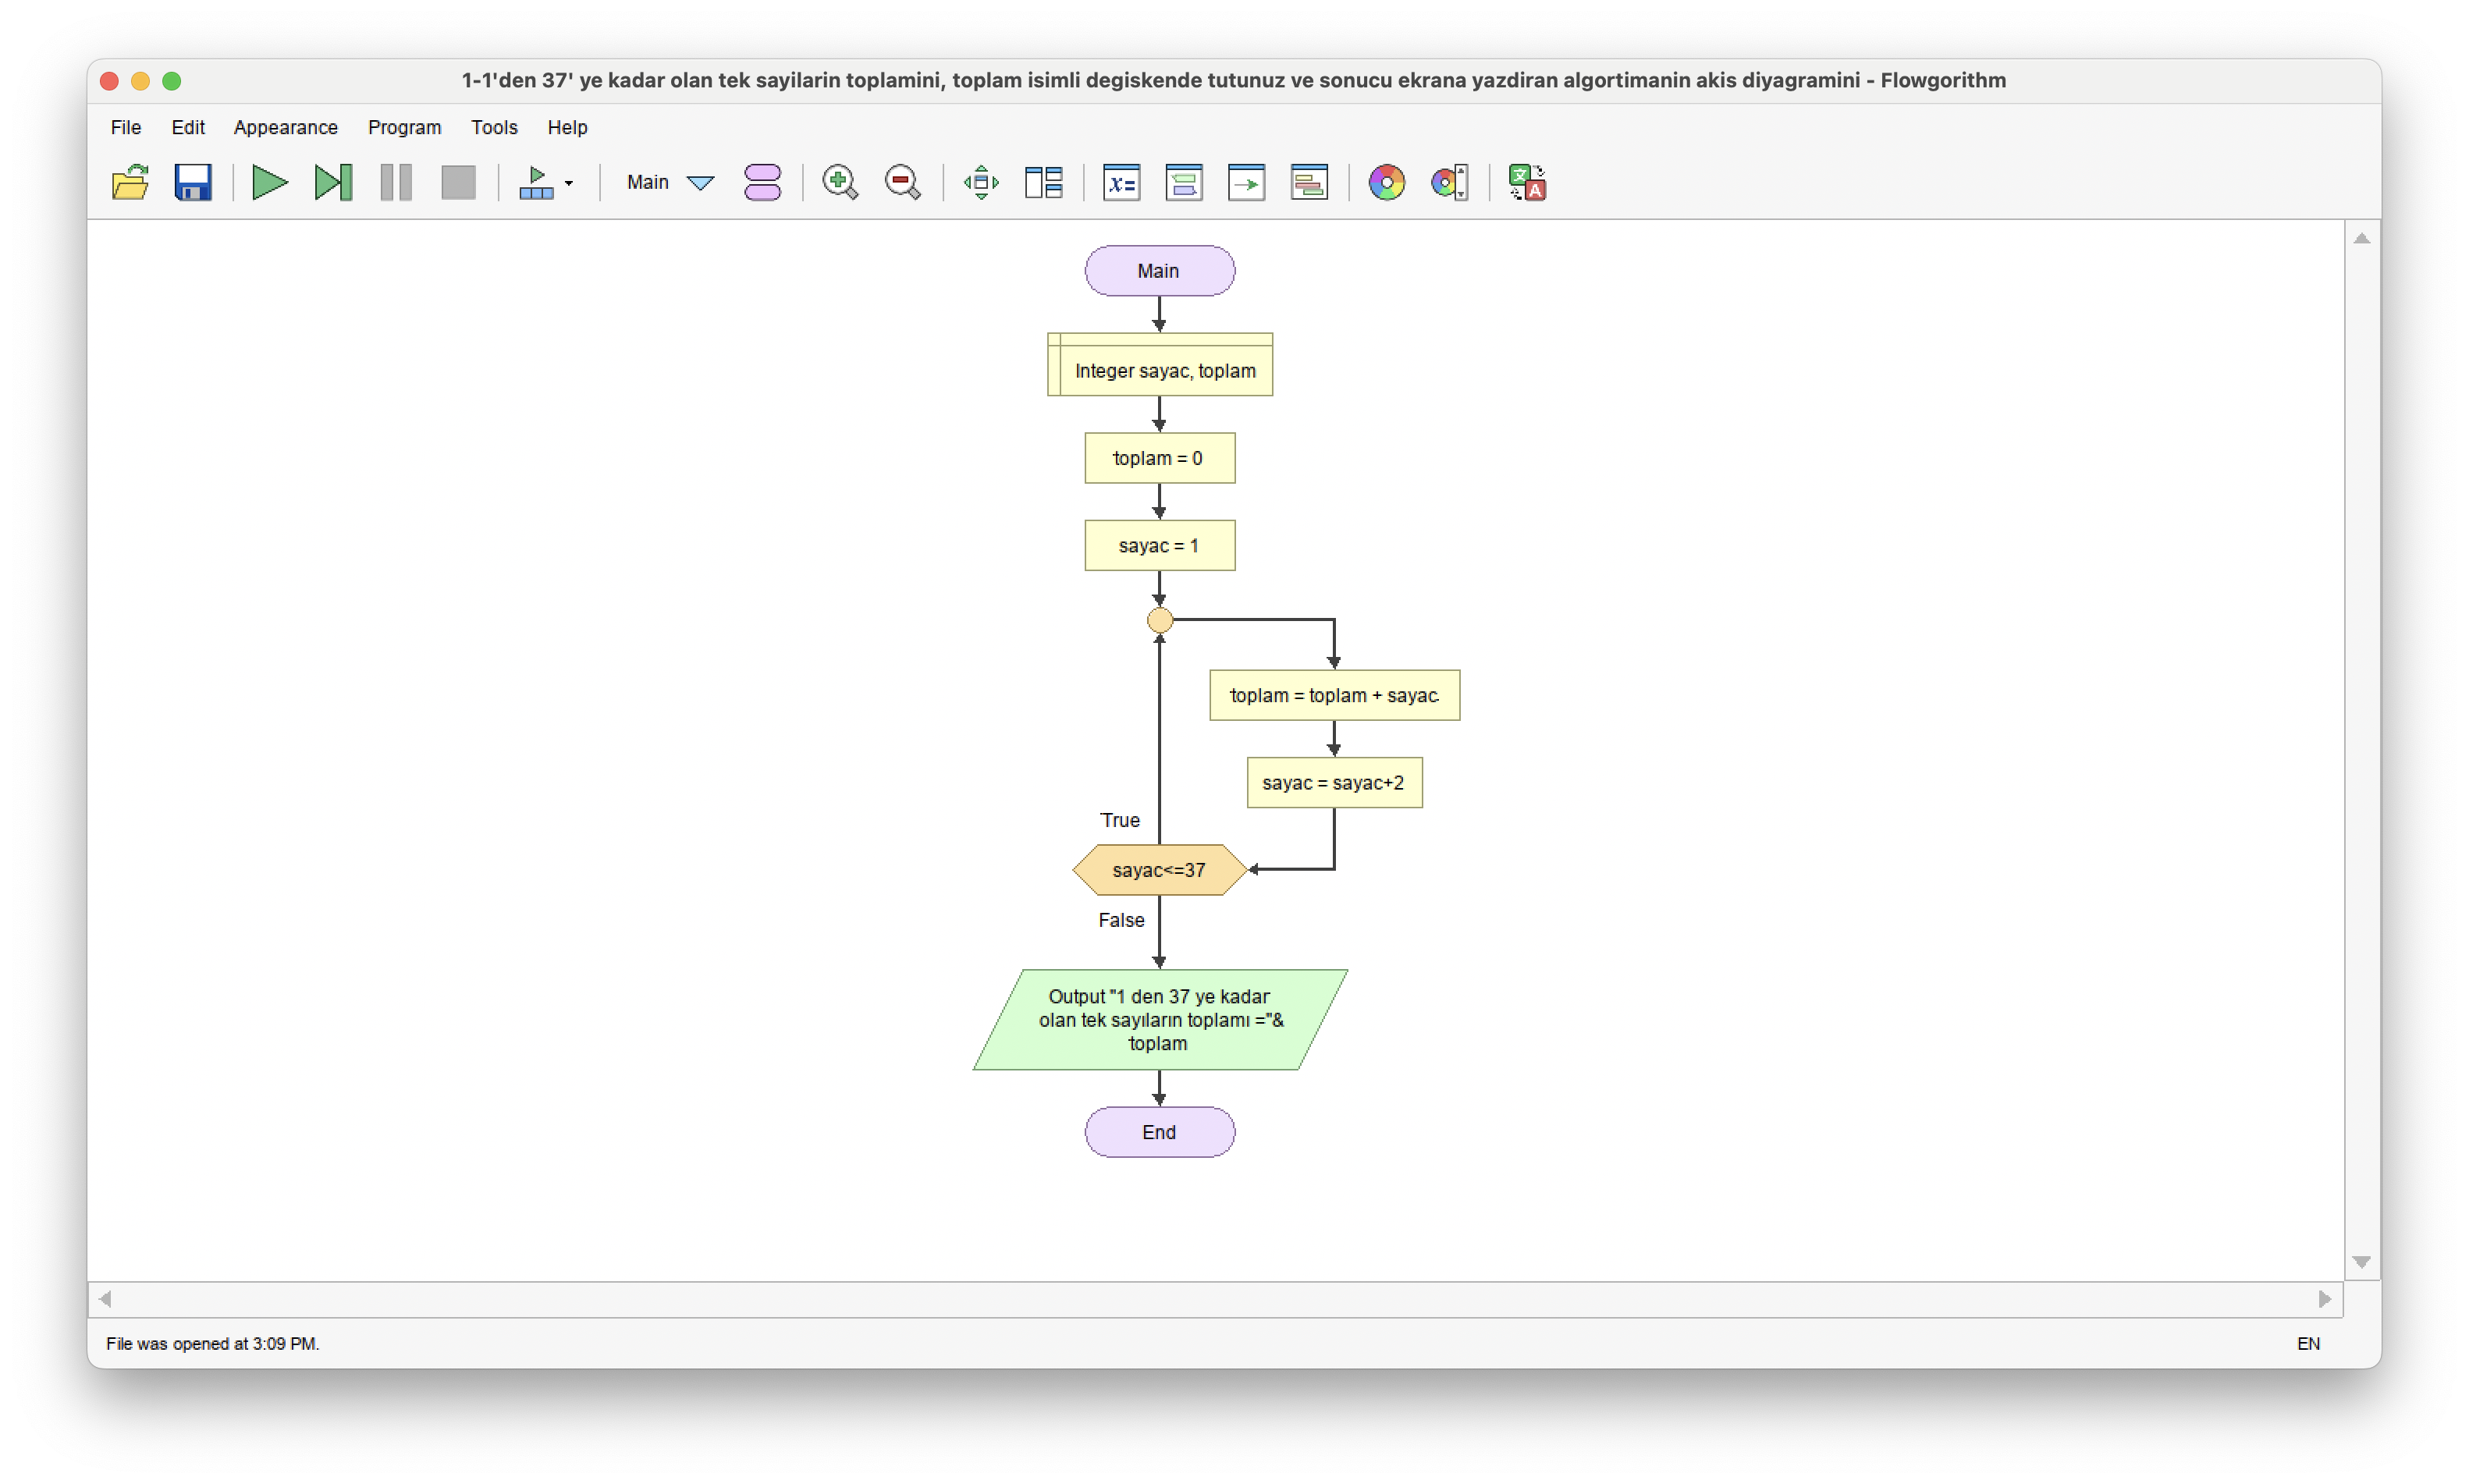 1-1'den 37' ye kadar olan tek sayilarin toplamini, toplam isimli degiskende tutunuz ve sonucu ekrana yazdiran algortimanin akis diyagramini - Flowgorithm
File Edit Appearance Program Tools Help
Main
x=
文
A
Main
Integer sayac, toplam
toplam = 0
sayac = 1
toplam = toplam + sayac
sayac = sayac+2
True
sayac<=37
False
Output "1 den 37 ye kadar
olan tek sayıların toplamı ="&
toplam
End
File was opened at 3:09 PM.
EN